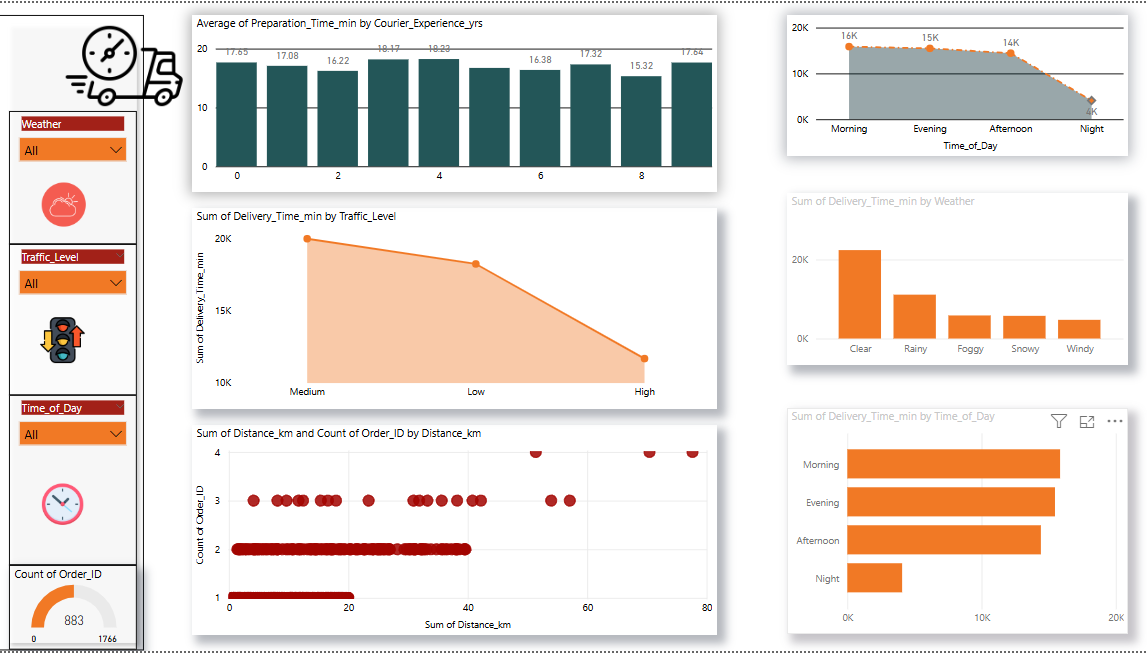 Weather
All
Traffic_Level
All
Time_of_Day
All
Count of Order_ID
883
0 1766
Average of Preparation_Time_min by Courier_Experience_yrs
20
10
0
17.65 17.08 16.22 18.17 18.23 16.38 17.32 15.32 17.64
0 2 4 6 8
Sum of Delivery_Time_min by Traffic_Level
Sum of Delivery_Time_min
20K
15K
10K
Medium Low High
Sum of Distance_km and Count of Order_ID by Distance_km
Count of Order_ID
4
3
2
1
0 20 40 60 80
Sum of Distance_km
20K
10K
0K
16K 15K 14K 4K
Morning Evening Afternoon Night
Time_of_Day
Sum of Delivery_Time_min by Weather
20K
0K
Clear Rainy Foggy Snowy Windy
Sum of Delivery_Time_min by Time_of_Day
Morning
Evening
Afternoon
Night
0K 10K 20K